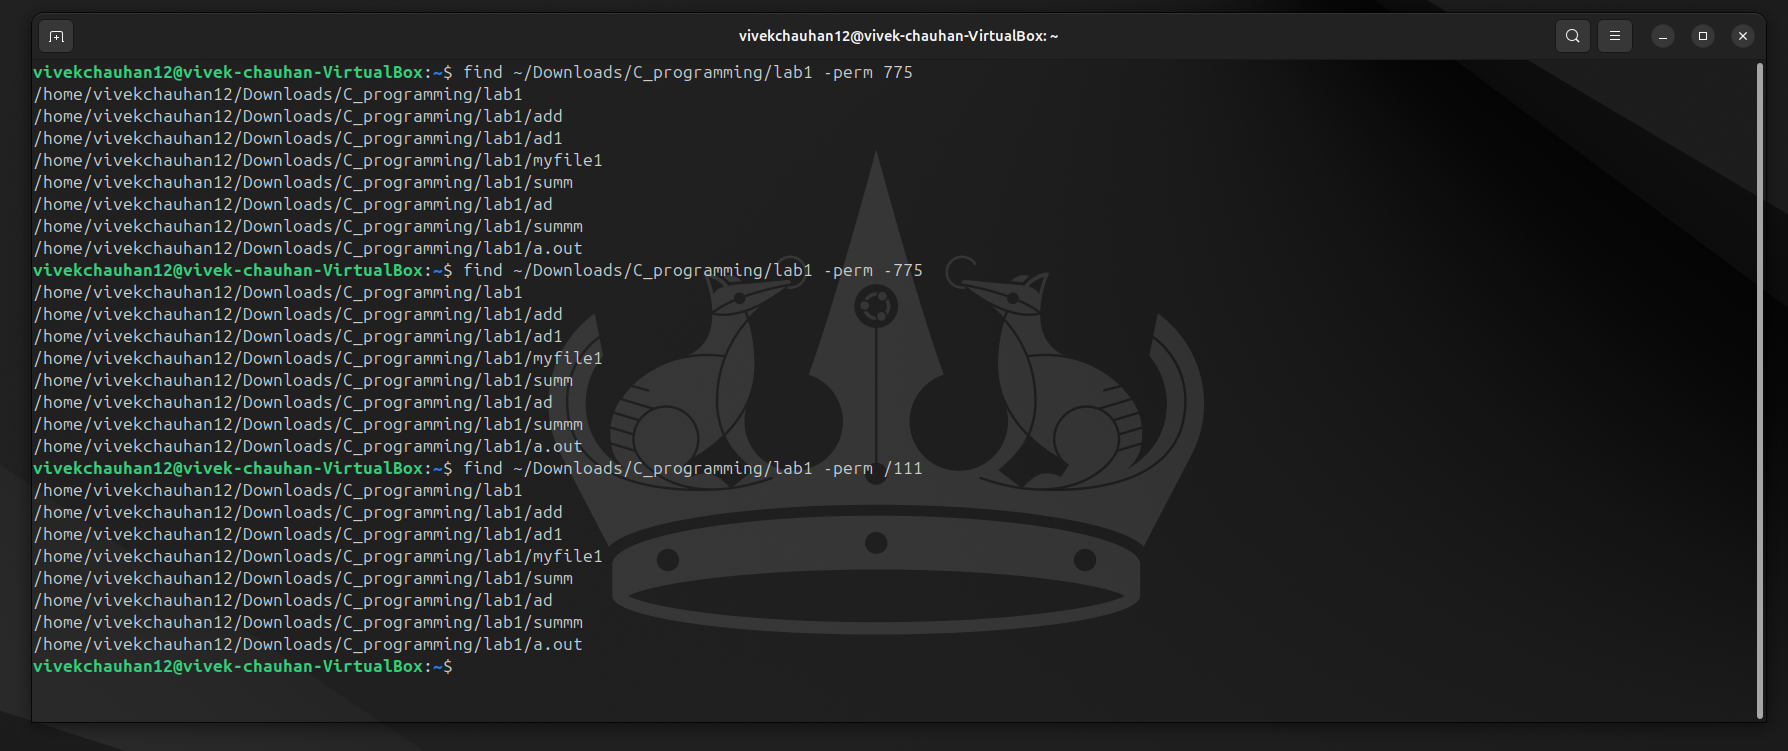 vivekchauhan12@vivek-chauhan-VirtualBox: ~
vivekchauhan12@vivek-chauhan-VirtualBox:~$ find ~/Downloads/C_programming/lab1 -perm 775
/home/vivekchauhan12/Downloads/C_programming/lab1
/home/vivekchauhan12/Downloads/C_programming/lab1/add
/home/vivekchauhan12/Downloads/C_programming/lab1/ad1
/home/vivekchauhan12/Downloads/C_programming/lab1/myfile1
/home/vivekchauhan12/Downloads/C_programming/lab1/summ
/home/vivekchauhan12/Downloads/C_programming/lab1/ad
/home/vivekchauhan12/Downloads/C_programming/lab1/summm
/home/vivekchauhan12/Downloads/C_programming/lab1/a.out
vivekchauhan12@vivek-chauhan-VirtualBox:~$ find ~/Downloads/C_programming/lab1 -perm -775
/home/vivekchauhan12/Downloads/C_programming/lab1
/home/vivekchauhan12/Downloads/C_programming/lab1/add
/home/vivekchauhan12/Downloads/C_programming/lab1/ad1
/home/vivekchauhan12/Downloads/C_programming/lab1/myfile1
/home/vivekchauhan12/Downloads/C_programming/lab1/summ
/home/vivekchauhan12/Downloads/C_programming/lab1/ad
/home/vivekchauhan12/Downloads/C_programming/lab1/summm
/home/vivekchauhan12/Downloads/C_programming/lab1/a.out
vivekchauhan12@vivek-chauhan-VirtualBox:~$ find ~/Downloads/C_programming/lab1 -perm /111
/home/vivekchauhan12/Downloads/C_programming/lab1
/home/vivekchauhan12/Downloads/C_programming/lab1/add
/home/vivekchauhan12/Downloads/C_programming/lab1/ad1
/home/vivekchauhan12/Downloads/C_programming/lab1/myfile1
/home/vivekchauhan12/Downloads/C_programming/lab1/summ
/home/vivekchauhan12/Downloads/C_programming/lab1/ad
/home/vivekchauhan12/Downloads/C_programming/lab1/summm
/home/vivekchauhan12/Downloads/C_programming/lab1/a.out
vivekchauhan12@vivek-chauhan-VirtualBox:~$